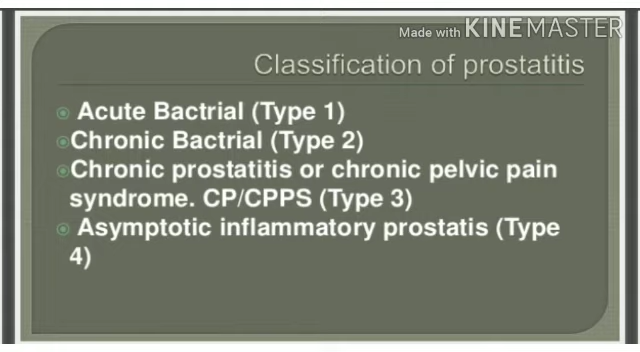 Made with KINEMASTER
Classification of prostatitis
Acute Bactrial (Type 1)
Chronic Bactrial (Type 2)
Chronic prostatitis or chronic pelvic pain
syndrome. CP/CPPS (Type 3)
Asymptotic inflammatory prostatis (Type
4)